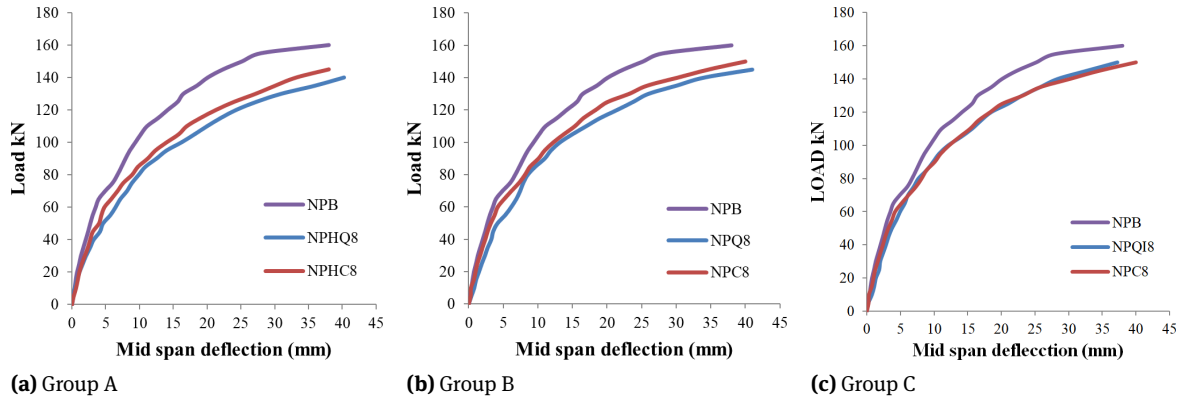 180
160
140
120
100
80
60
40
20
0
Load kN
NPB
NPHQ8
NPHC8
0 5 10 15 20 25 30 35 40 45
Mid span deflection (mm)
(a) Group A
180
160
140
120
100
80
60
40
20
0
Load kN
NPB
NPQ8
NPC8
0 5 10 15 20 25 30 35 40 45
Mid span deflection (mm)
(b) Group B
180
160
140
120
100
80
60
40
20
0
LOAD kN
NPB
NPQI8
NPC8
0 5 10 15 20 25 30 35 40 45
Mid span deflecction (mm)
(c) Group C